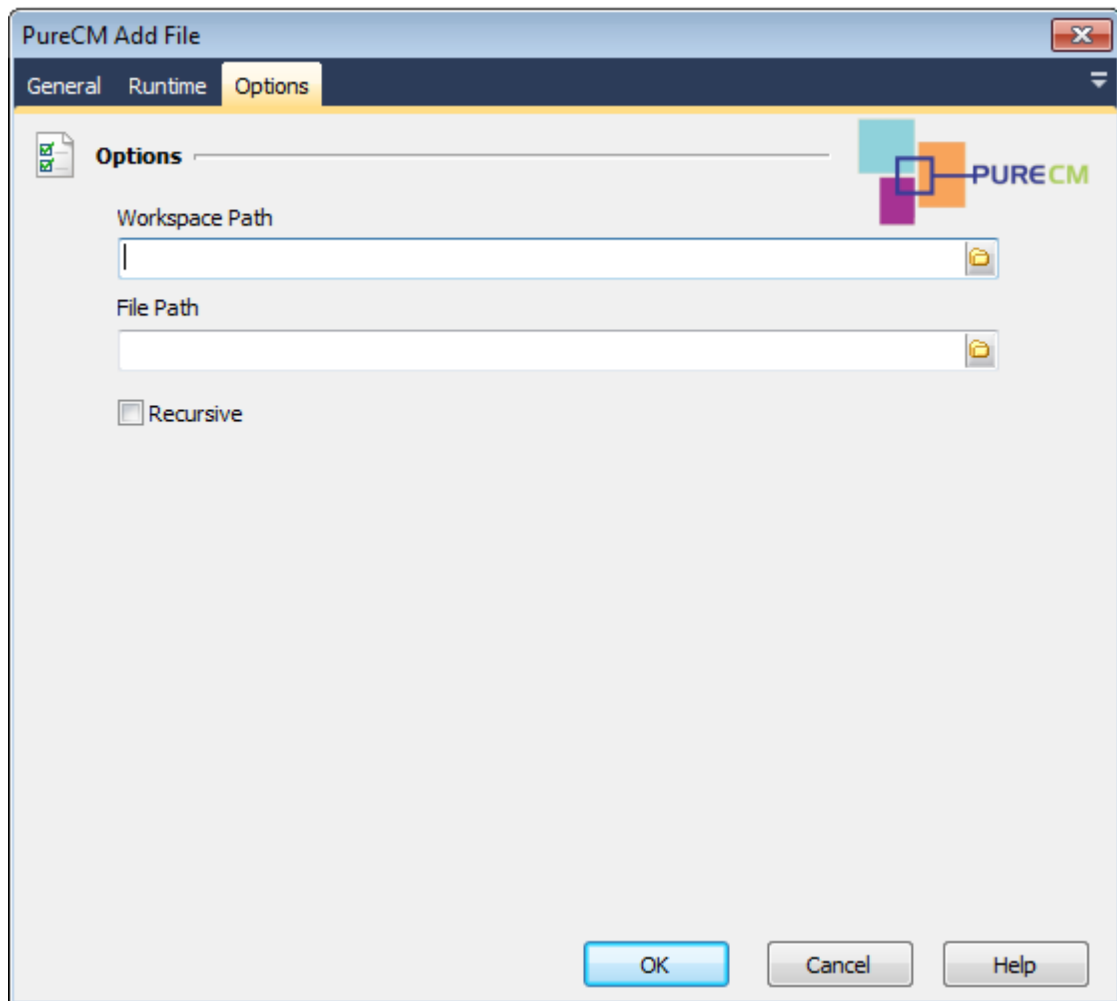 PureCM Add File
General Runtime Options
Options
PURECM
Workspace Path
File Path
Recursive
OK Cancel Help